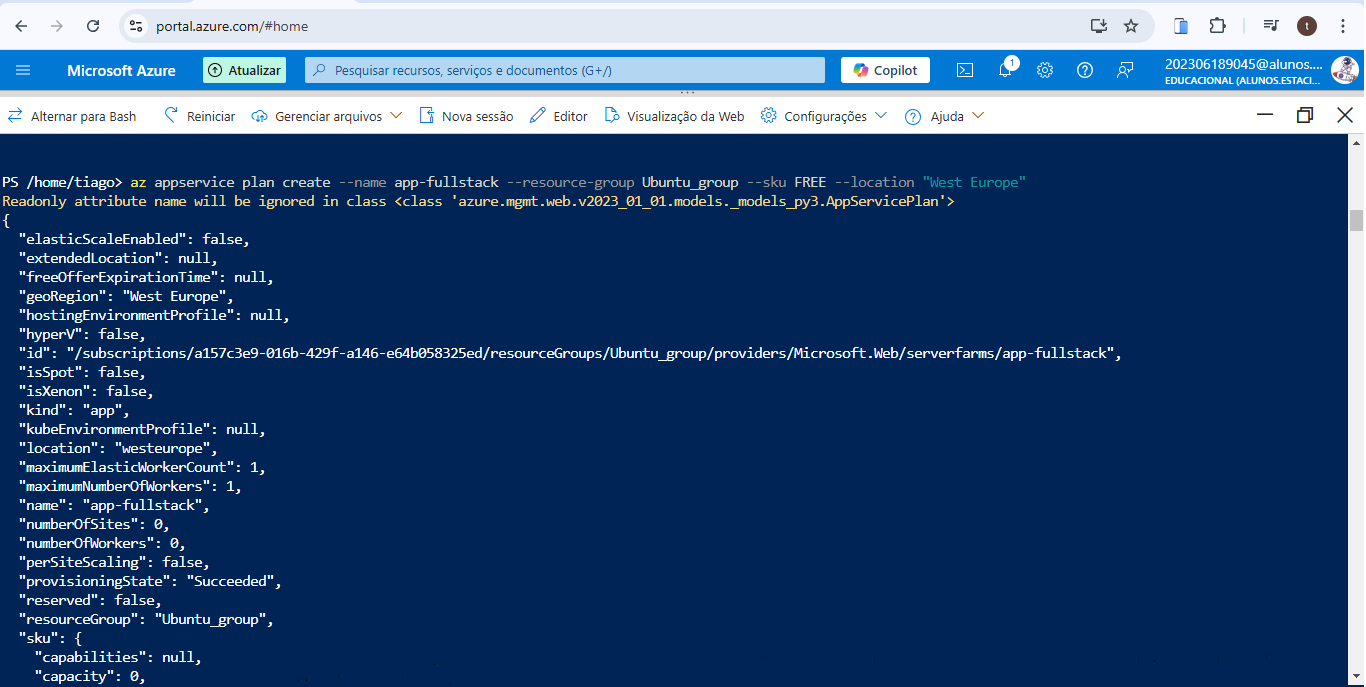 portal.azure.com/#home
t
Microsoft Azure
Atualizar
Pesquisar recursos, serviços e documentos (G+/)
Copilot
1
202306189045@alunos....
EDUCACIONAL (ALUNOS.ESTACI...
Alternar para Bash
Reiniciar
Gerenciar arquivos
Nova sessão
Editor
Visualização da Web
Configurações
Ajuda
PS /home/tiago> az appservice plan create --name app-fullstack --resource-group Ubuntu_group --sku FREE --location "West Europe"
Readonly attribute name will be ignored in class <class 'azure.mgmt.web.v2023_01_01.models._models_py3.AppServicePlan'>
{
  "elasticScaleEnabled": false,
  "extendedLocation": null,
  "freeOfferExpirationTime": null,
  "geoRegion": "West Europe",
  "hostingEnvironmentProfile": null,
  "hyperV": false,
  "id": "/subscriptions/a157c3e9-016b-429f-a146-e64b058325ed/resourceGroups/Ubuntu_group/providers/Microsoft.Web/serverfarms/app-fullstack",
  "isSpot": false,
  "isXenon": false,
  "kind": "app",
  "kubeEnvironmentProfile": null,
  "location": "westeurope",
  "maximumElasticWorkerCount": 1,
  "maximumNumberOfWorkers": 1,
  "name": "app-fullstack",
  "numberOfSites": 0,
  "numberOfWorkers": 0,
  "perSiteScaling": false,
  "provisioningState": "Succeeded",
  "reserved": false,
  "resourceGroup": "Ubuntu_group",
  "sku": {
    "capabilities": null,
    "capacity": 0,